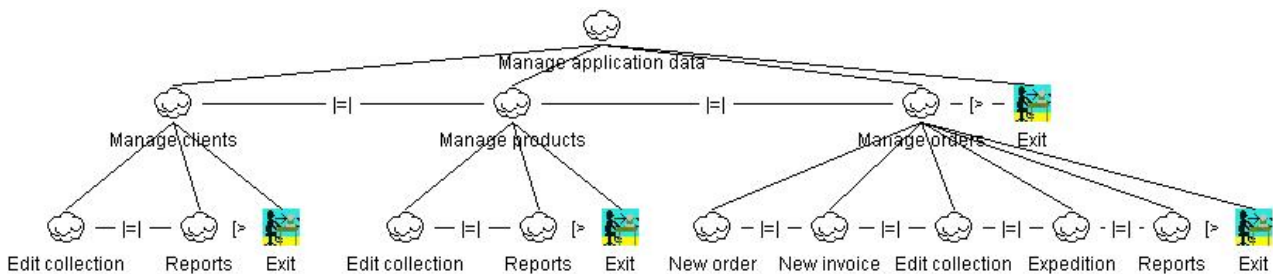 Manage application data
|=| |=| [>
Manage clients Manage products Manage orders Exit
|=| [> |=| [> |=| |=| |=| |=| [>
Edit collection Reports Exit Edit collection Reports Exit New order New invoice Edit collection Expedition Reports Exit